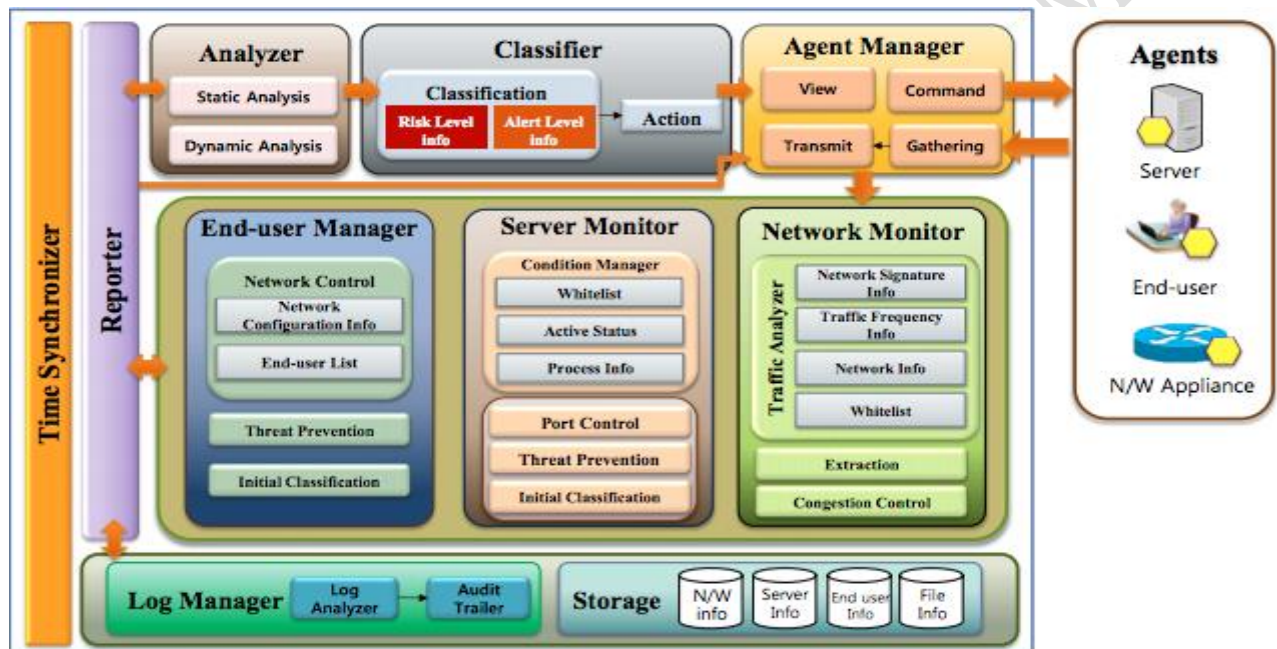 Time Synchronizer
Reporter
Analyzer
Static Analysis
Dynamic Analysis
Classifier
Classification
Risk Level
info
Alert Level
info
Action
Agent Manager
View
Command
Transmit
Gathering
Agents
Server
End-user
N/W Appliance
End-user Manager
Network Control
Network
Configuration Info
End-user List
Threat Prevention
Initial Classification
Server Monitor
Condition Manager
Whitelist
Active Status
Process Info
Port Control
Threat Prevention
Initial Classification
Network Monitor
Traffic Analyzer
Network Signature
Info
Traffic Frequency
Info
Network Info
Whitelist
Extraction
Congestion Control
Log Manager
Log
Analyzer
Audit
Trailer
Storage
N/W
info
Server
Info
End user
Info
File
Info